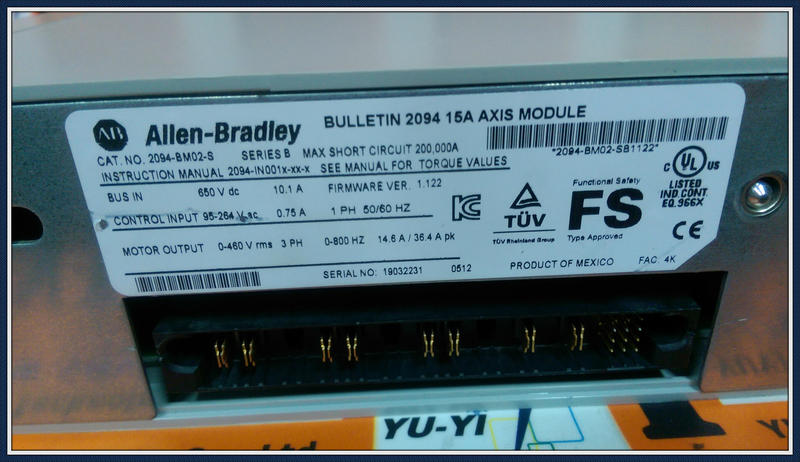 AB Allen-Bradley
BULLETIN 2094 15A AXIS MODULE
CAT. NO. 2094-BM02-S SERIES B MAX SHORT CIRCUIT 200,000A
INSTRUCTION MANUAL 2094-IN001x-xx-x SEE MANUAL FOR TORQUE VALUES
*2094-BM02-SB1122*
BUS IN 650 V dc 10.1 A FIRMWARE VER. 1.122
CONTROL INPUT 95-264 V ac 0.75 A 1 PH 50/60 HZ
MOTOR OUTPUT 0-460 V rms 3 PH 0-800 HZ 14.6 A / 36.4 A pk
SERIAL NO: 19032231 0512
TÜV
TÜV Rheinland Group
Functional Safety
FS
Type Approved
C UL US
LISTED
IND. CONT.
EQ. 966X
CE
PRODUCT OF MEXICO FAC: 4K
Co., Ltd
YU-YI
YU